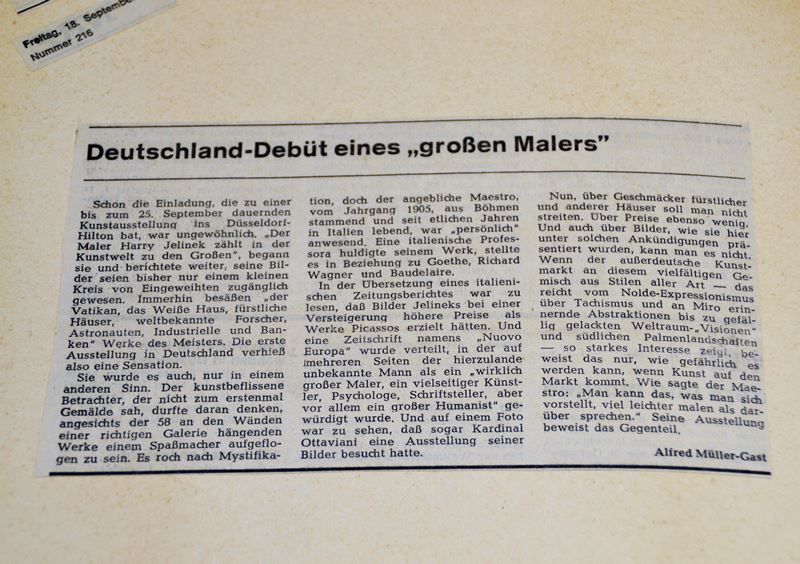 Freitag, 18. September
Nummer 216
Deutschland-Debüt eines „großen Malers”
Schon die Einladung, die zu einer
bis zum 25. September dauernden
Kunstausstellung ins Düsseldorf-
Hilton bat, war ungewöhnlich. „Der
Maler Harry Jelinek zählt in der
Kunstwelt zu den Großen”, begann
sie und berichtete weiter, seine Bil-
der seien bisher nur einem kleinen
Kreis von Eingeweihten zugänglich
gewesen. Immerhin besäßen „der
Vatikan, das Weiße Haus, fürstliche
Häuser, weltbekannte Forscher,
Astronauten, Industrielle und Ban-
ken” Werke des Meisters. Die erste
Ausstellung in Deutschland verhieß
also eine Sensation.
Sie wurde es auch, nur in einem
anderen Sinn. Der kunstbeflissene
Betrachter, der nicht zum erstenmal
Gemälde sah, durfte daran denken,
angesichts der 58 an den Wänden
einer richtigen Galerie hängenden
Werke einem Spaßmacher aufgeflo-
gen zu sein. Es roch nach Mystifika-
tion, doch der angebliche Maestro,
vom Jahrgang 1905, aus Böhmen
stammend und seit etlichen Jahren
in Italien lebend, war „persönlich”
anwesend. Eine italienische Profes-
sora huldigte seinem Werk, stellte
es in Beziehung zu Goethe, Richard
Wagner und Baudelaire.
In der Übersetzung eines italieni-
schen Zeitungsberichtes war zu
lesen, daß Bilder Jelineks bei einer
Versteigerung höhere Preise als
Werke Picassos erzielt hätten. Und
eine Zeitschrift namens „Nuovo
Europa” wurde verteilt, in der auf
mehreren Seiten der hierzulande
unbekannte Mann als ein „wirklich
großer Maler, ein vielseitiger Künst-
ler, Psychologe, Schriftsteller, aber
vor allem ein großer Humanist” ge-
würdigt wurde. Und auf einem Foto
war zu sehen, daß sogar Kardinal
Ottaviani eine Ausstellung seiner
Bilder besucht hatte.
Nun, über Geschmäcker fürstlicher
und anderer Häuser soll man nicht
streiten. Über Preise ebenso wenig.
Und auch über Bilder, wie sie hier
unter solchen Ankündigungen prä-
sentiert wurden, kann man es nicht.
Wenn der außerdeutsche Kunst-
markt an diesem vielfältigen Ge-
misch aus Stilen aller Art — das
reicht vom Nolde-Expressionismus
über Tachismus und an Miro erin-
nernde Abstraktionen bis zu gefäl-
lig gelackten Weltraum-„Visionen”
und südlichen Palmenlandschaften
— so starkes Interesse zeigt, be-
weist das nur, wie gefährlich es
werden kann, wenn Kunst auf den
Markt kommt. Wie sagte der Mae-
stro: „Man kann das, was man sich
vorstellt, viel leichter malen als dar-
über sprechen.” Seine Ausstellung
beweist das Gegenteil.
Alfred Müller-Gast